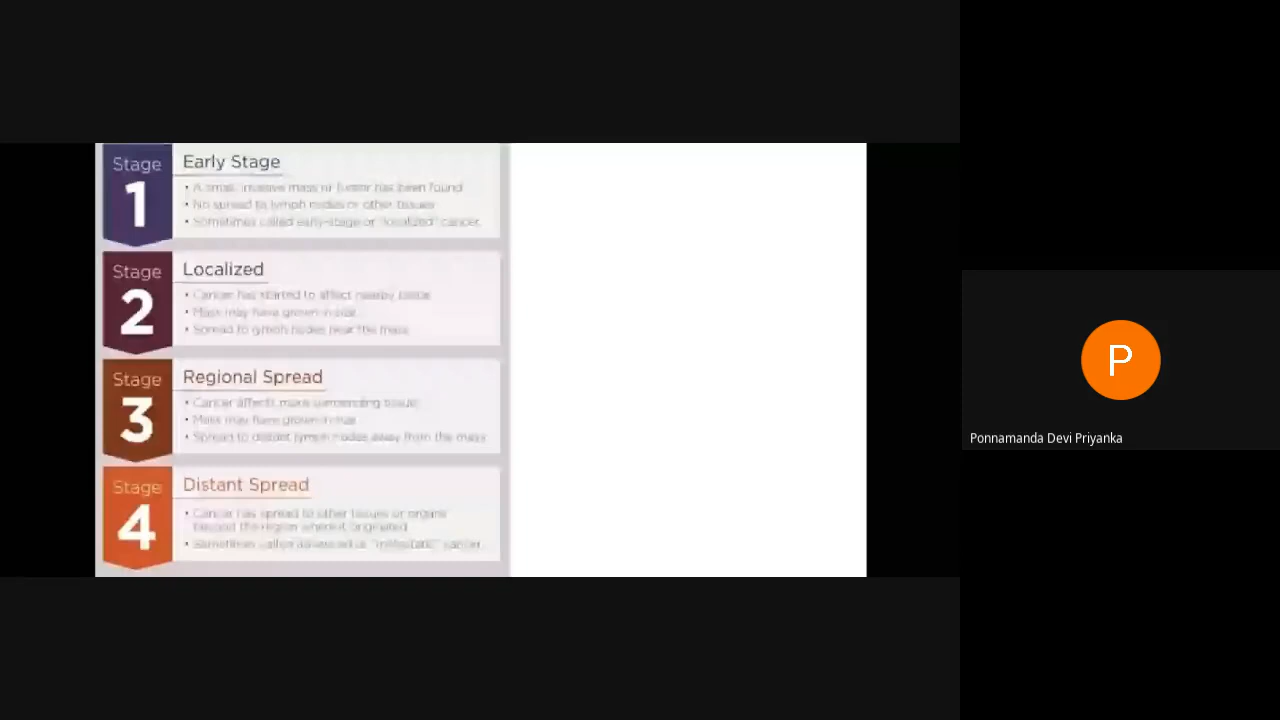 Stage
1
Early Stage
• A small invasive mass or tumor has been found
• No spread to lymph nodes or other tissues
• Sometimes called early-stage or "localized" cancer
Stage
2
Localized
• Cancer has started to affect nearby tissue
• Mass may have grown in size
• Spread to lymph nodes near the mass
Stage
3
Regional Spread
• Cancer affects more surrounding tissue
• Mass may have grown in size
• Spread to distant lymph nodes away from the mass
Stage
4
Distant Spread
• Cancer has spread to other tissues or organs
beyond the region where it originated
• Sometimes called advanced or "metastatic" cancer
P
Ponnamanda Devi Priyanka